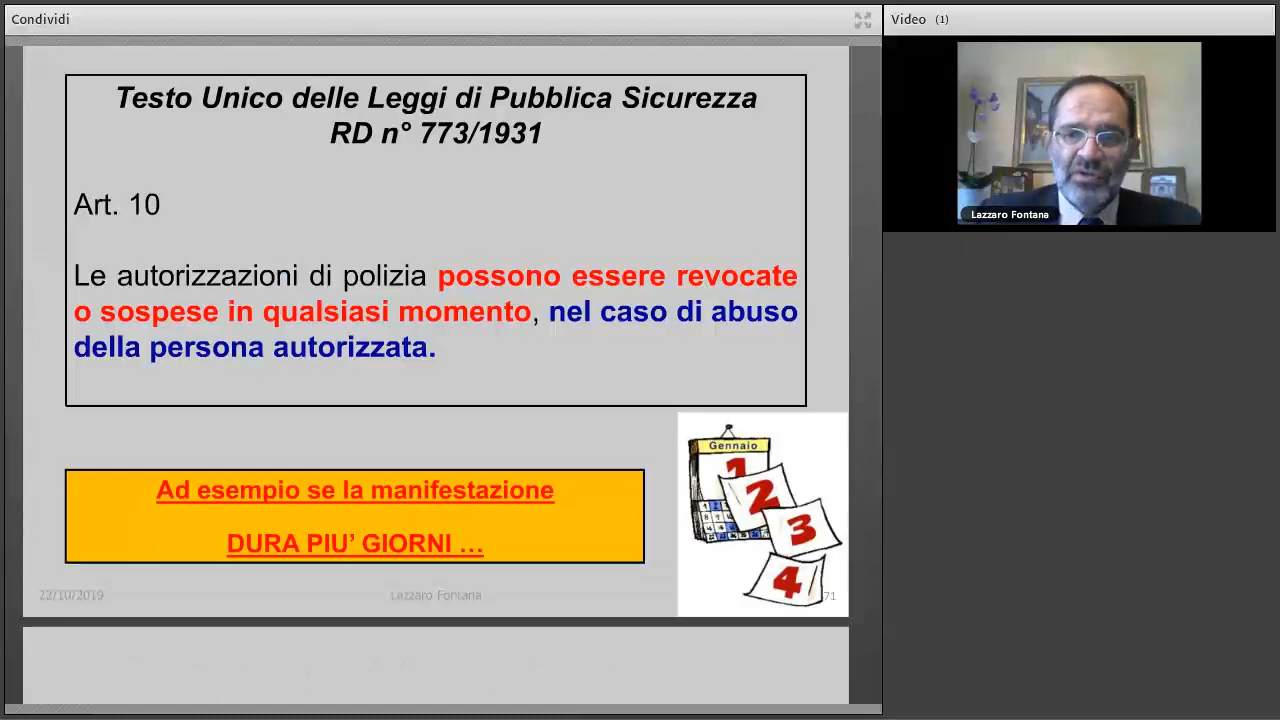 Condividi
Video (1)
Testo Unico delle Leggi di Pubblica Sicurezza
RD n° 773/1931
Art. 10
Le autorizzazioni di polizia possono essere revocate
o sospese in qualsiasi momento, nel caso di abuso
della persona autorizzata.
Ad esempio se la manifestazione
DURA PIU’ GIORNI …
Gennaio
1
2
3
4
22/10/2019
Lazzaro Fontana
71
Lazzaro Fontana